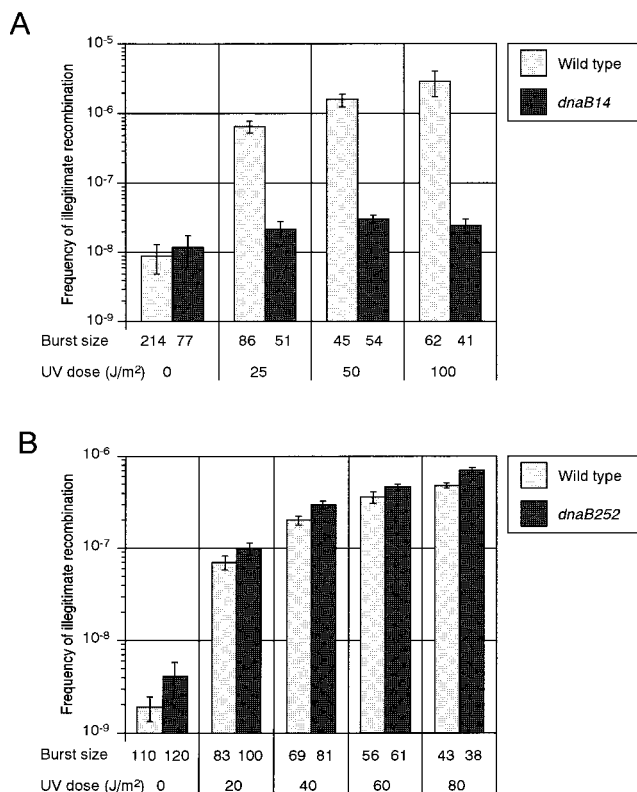 A
Frequency of illegitimate recombination
10-5
10-6
10-7
10-8
10-9
Wild type
dnaB14
Burst size 214 77 86 51 45 54 62 41
UV dose (J/m²) 0 25 50 100
B
Frequency of illegitimate recombination
10-6
10-7
10-8
10-9
Wild type
dnaB252
Burst size 110 120 83 100 69 81 56 61 43 38
UV dose (J/m²) 0 20 40 60 80